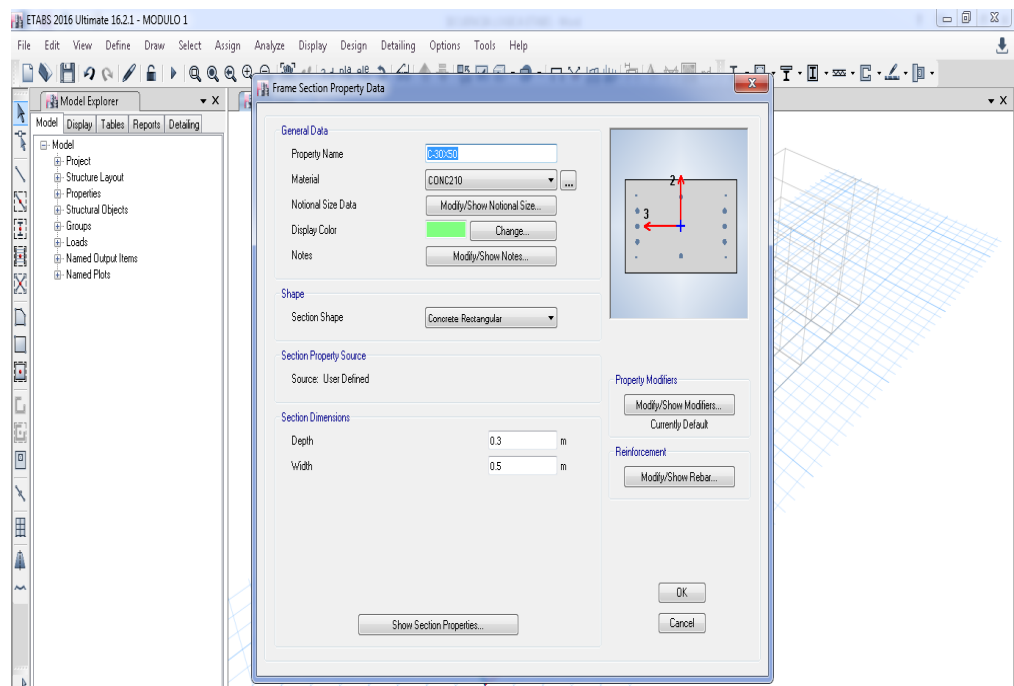 ETABS 2016 Ultimate 16.2.1 - MODULO 1
File Edit View Define Draw Select Assign Analyze Display Design Detailing Options Tools Help
Model Explorer
Model Display Tables Reports Detailing
Model
Project
Structure Layout
Properties
Structural Objects
Groups
Loads
Named Output Items
Named Plots
Frame Section Property Data
General Data
Property Name C-30X50
Material CONC210 ...
Notional Size Data Modify/Show Notional Size...
Display Color Change...
Notes Modify/Show Notes...
2
3
Shape
Section Shape Concrete Rectangular
Section Property Source
Source: User Defined
Section Dimensions
Depth 0.3 m
Width 0.5 m
Property Modifiers
Modify/Show Modifiers...
Currently Default
Reinforcement
Modify/Show Rebar...
Show Section Properties...
OK
Cancel